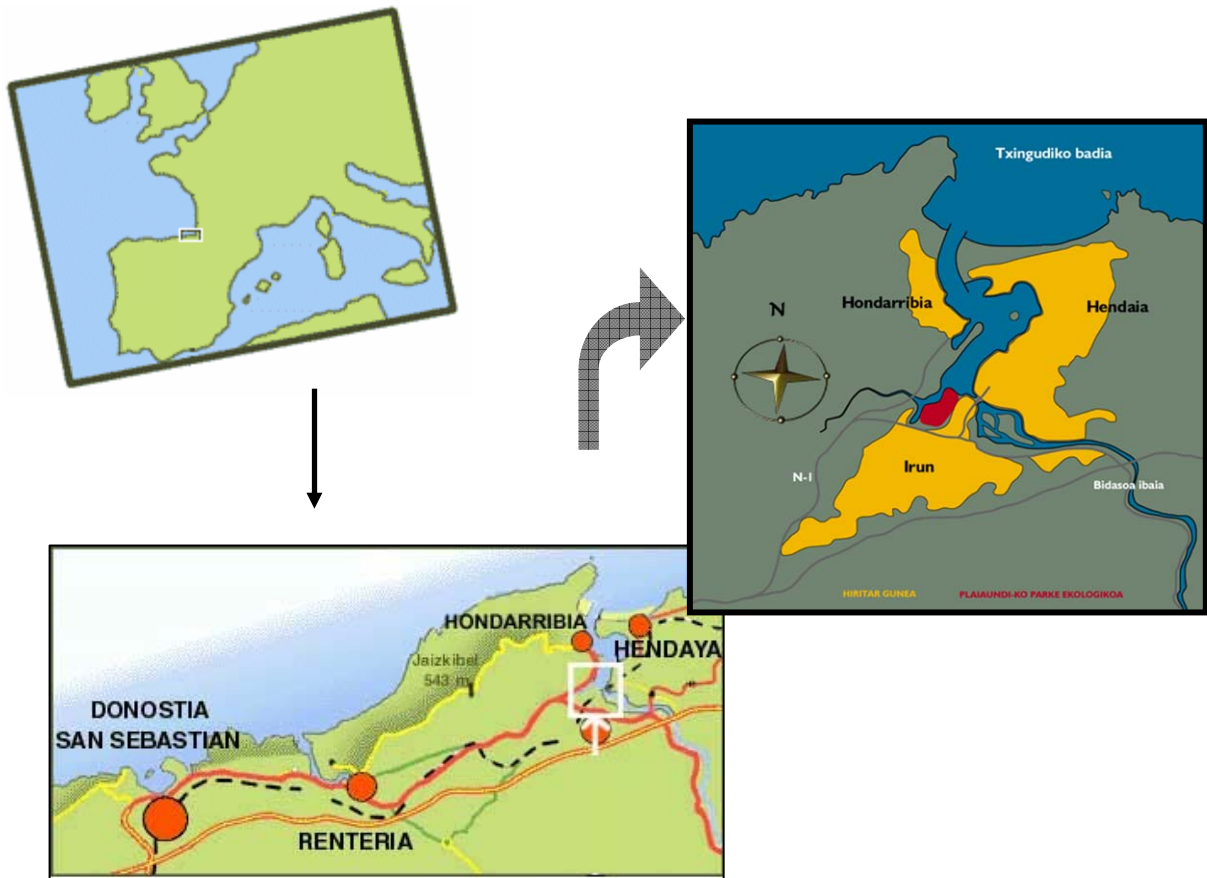 Txingudiko badia
Hondarribia
Hendaia
N
Irun
N-I
Bidasoa ibaia
HIRITAR GUNEA
PLAIAUNDI-KO PARKE EKOLOGIKOA
HONDARRIBIA
HENDAYA
Jaizkibel
543 m
DONOSTIA
SAN SEBASTIAN
RENTERIA